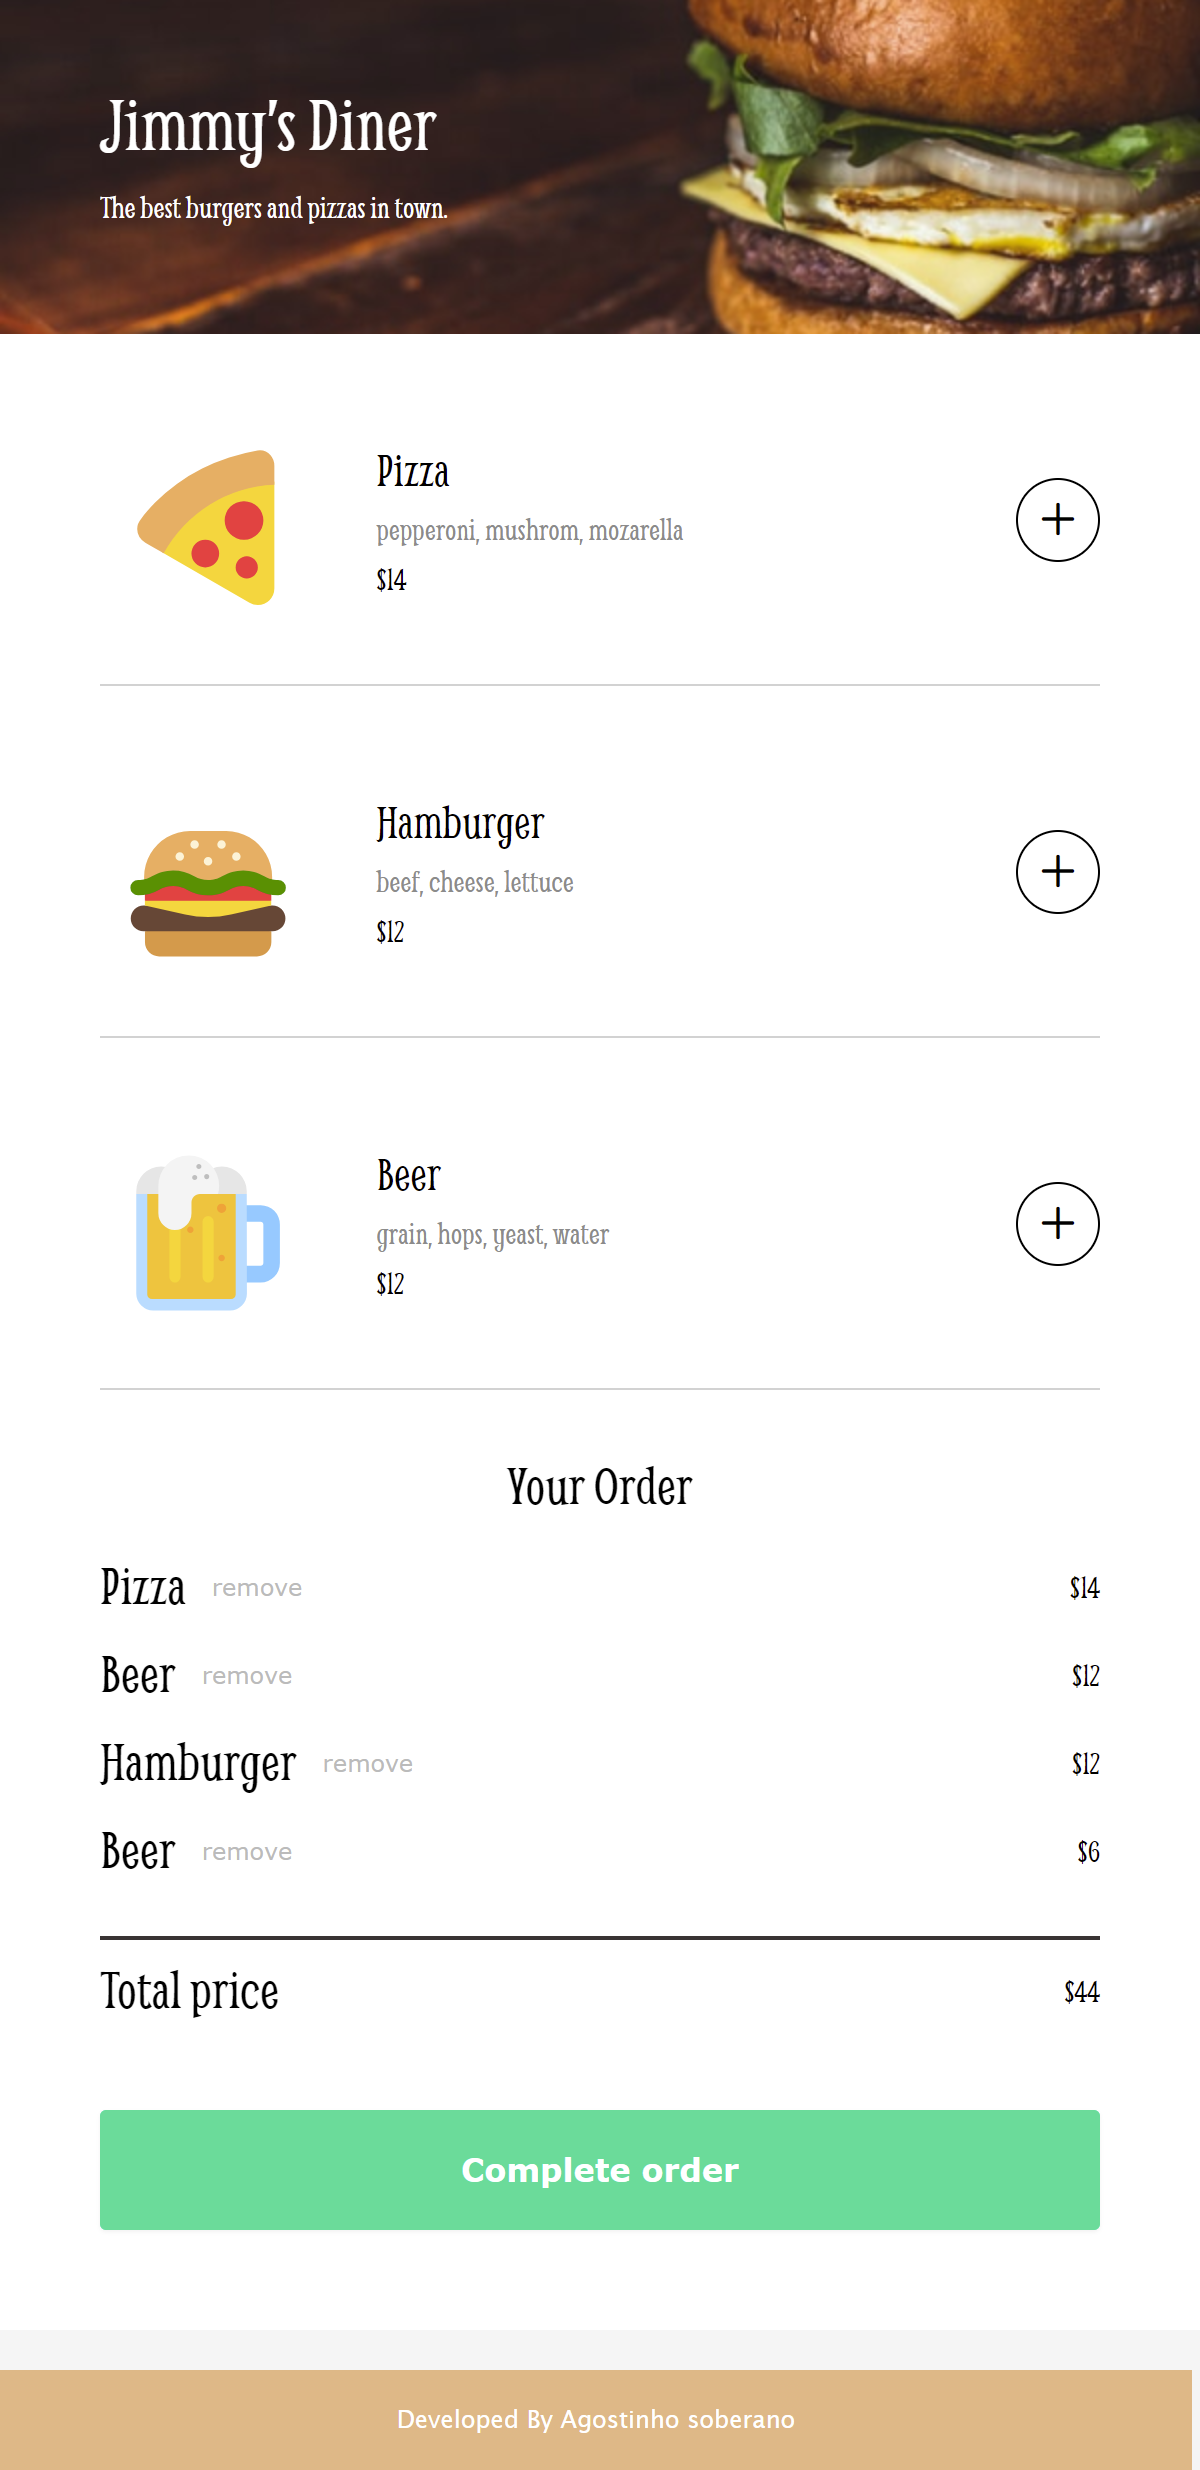 Jimmy's Diner
The best burgers and pizzas in town.
Pizza
pepperoni, mushrom, mozarella
$14
Hamburger
beef, cheese, lettuce
$12
Beer
grain, hops, yeast, water
$12
Your Order
Pizza remove $14
Beer remove $12
Hamburger remove $12
Beer remove $6
Total price $44
Complete order
Developed By Agostinho soberano